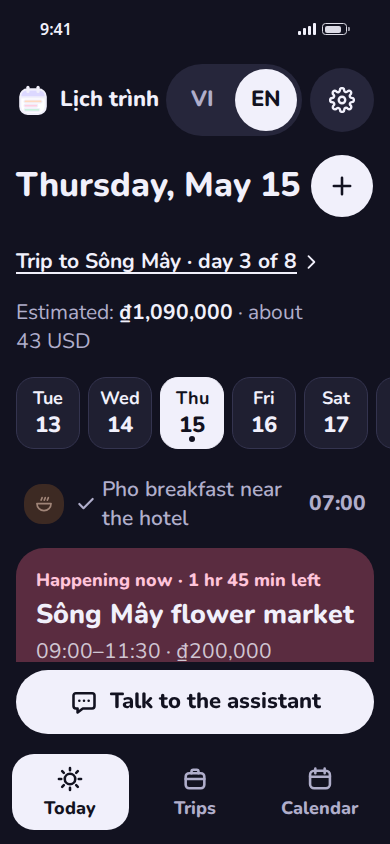 9:41
Lịch trình
VI
EN
Thursday, May 15
Trip to Sông Mây · day 3 of 8
Estimated: ₫1,090,000 · about
43 USD
Tue
13
Wed
14
Thu
15
Fri
16
Sat
17
Pho breakfast near
the hotel
07:00
Happening now · 1 hr 45 min left
Sông Mây flower market
09:00–11:30 · ₫200,000
Talk to the assistant
Today
Trips
Calendar